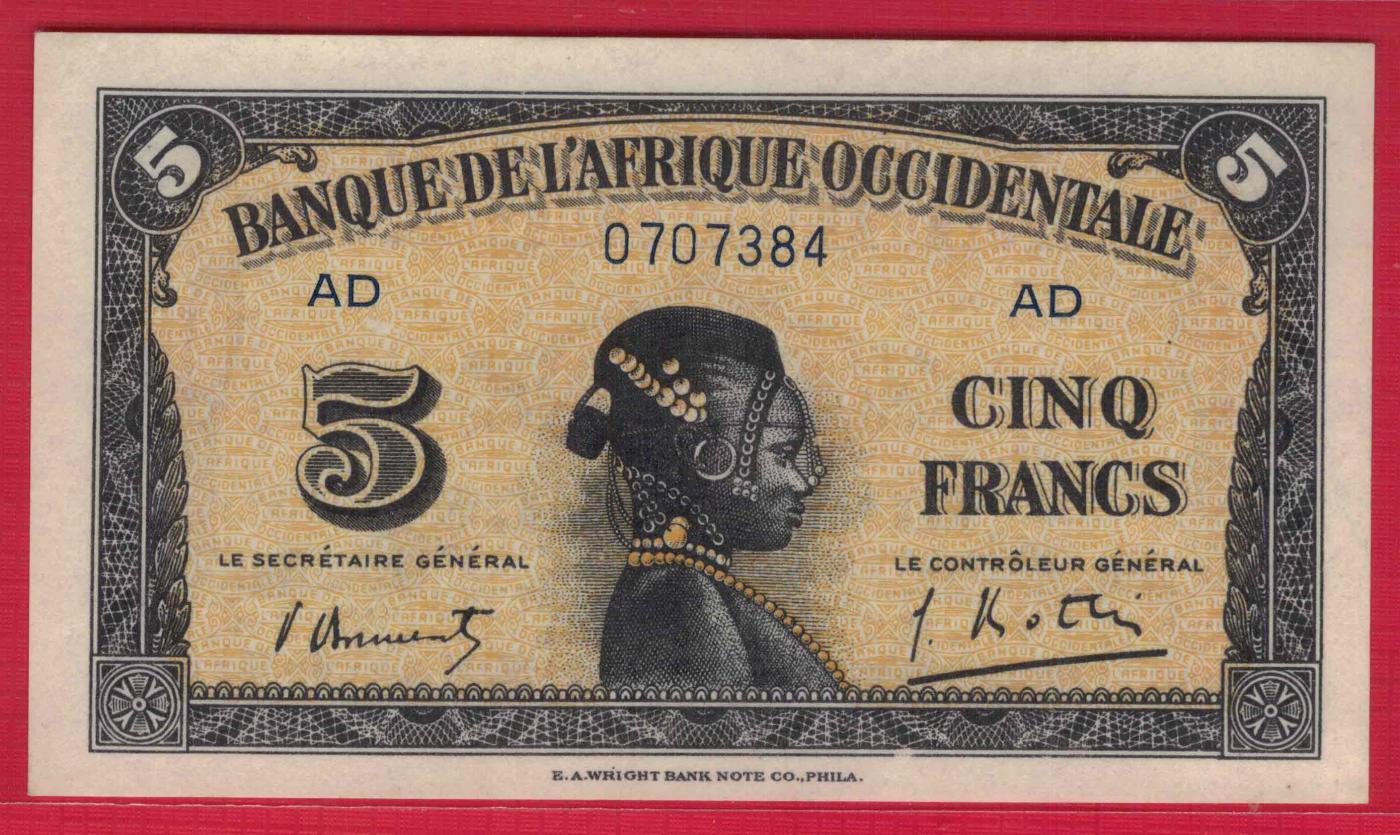 5
5
BANQUE DE L'AFRIQUE OCCIDENTALE
0707384
AD
AD
5
CINQ
FRANCS
LE SECRÉTAIRE GÉNÉRAL
LE CONTRÔLEUR GÉNÉRAL
E.A.WRIGHT BANK NOTE CO.,PHILA.